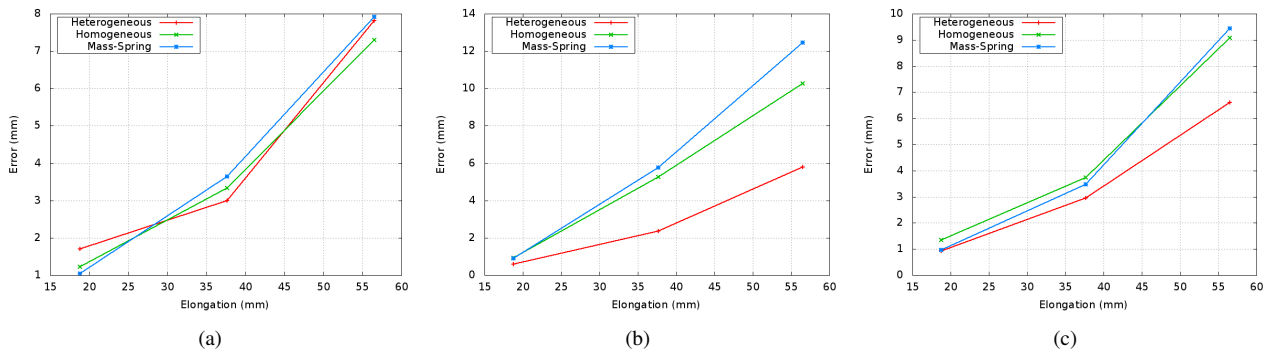 8
7
6
5
4
3
2
1
Error (mm)
Heterogeneous
Homogeneous
Mass-Spring
15 20 25 30 35 40 45 50 55 60
Elongation (mm)
(a)
14
12
10
8
6
4
2
0
Error (mm)
Heterogeneous
Homogeneous
Mass-Spring
15 20 25 30 35 40 45 50 55 60
Elongation (mm)
(b)
10
9
8
7
6
5
4
3
2
1
0
Error (mm)
Heterogeneous
Homogeneous
Mass-Spring
15 20 25 30 35 40 45 50 55 60
Elongation (mm)
(c)